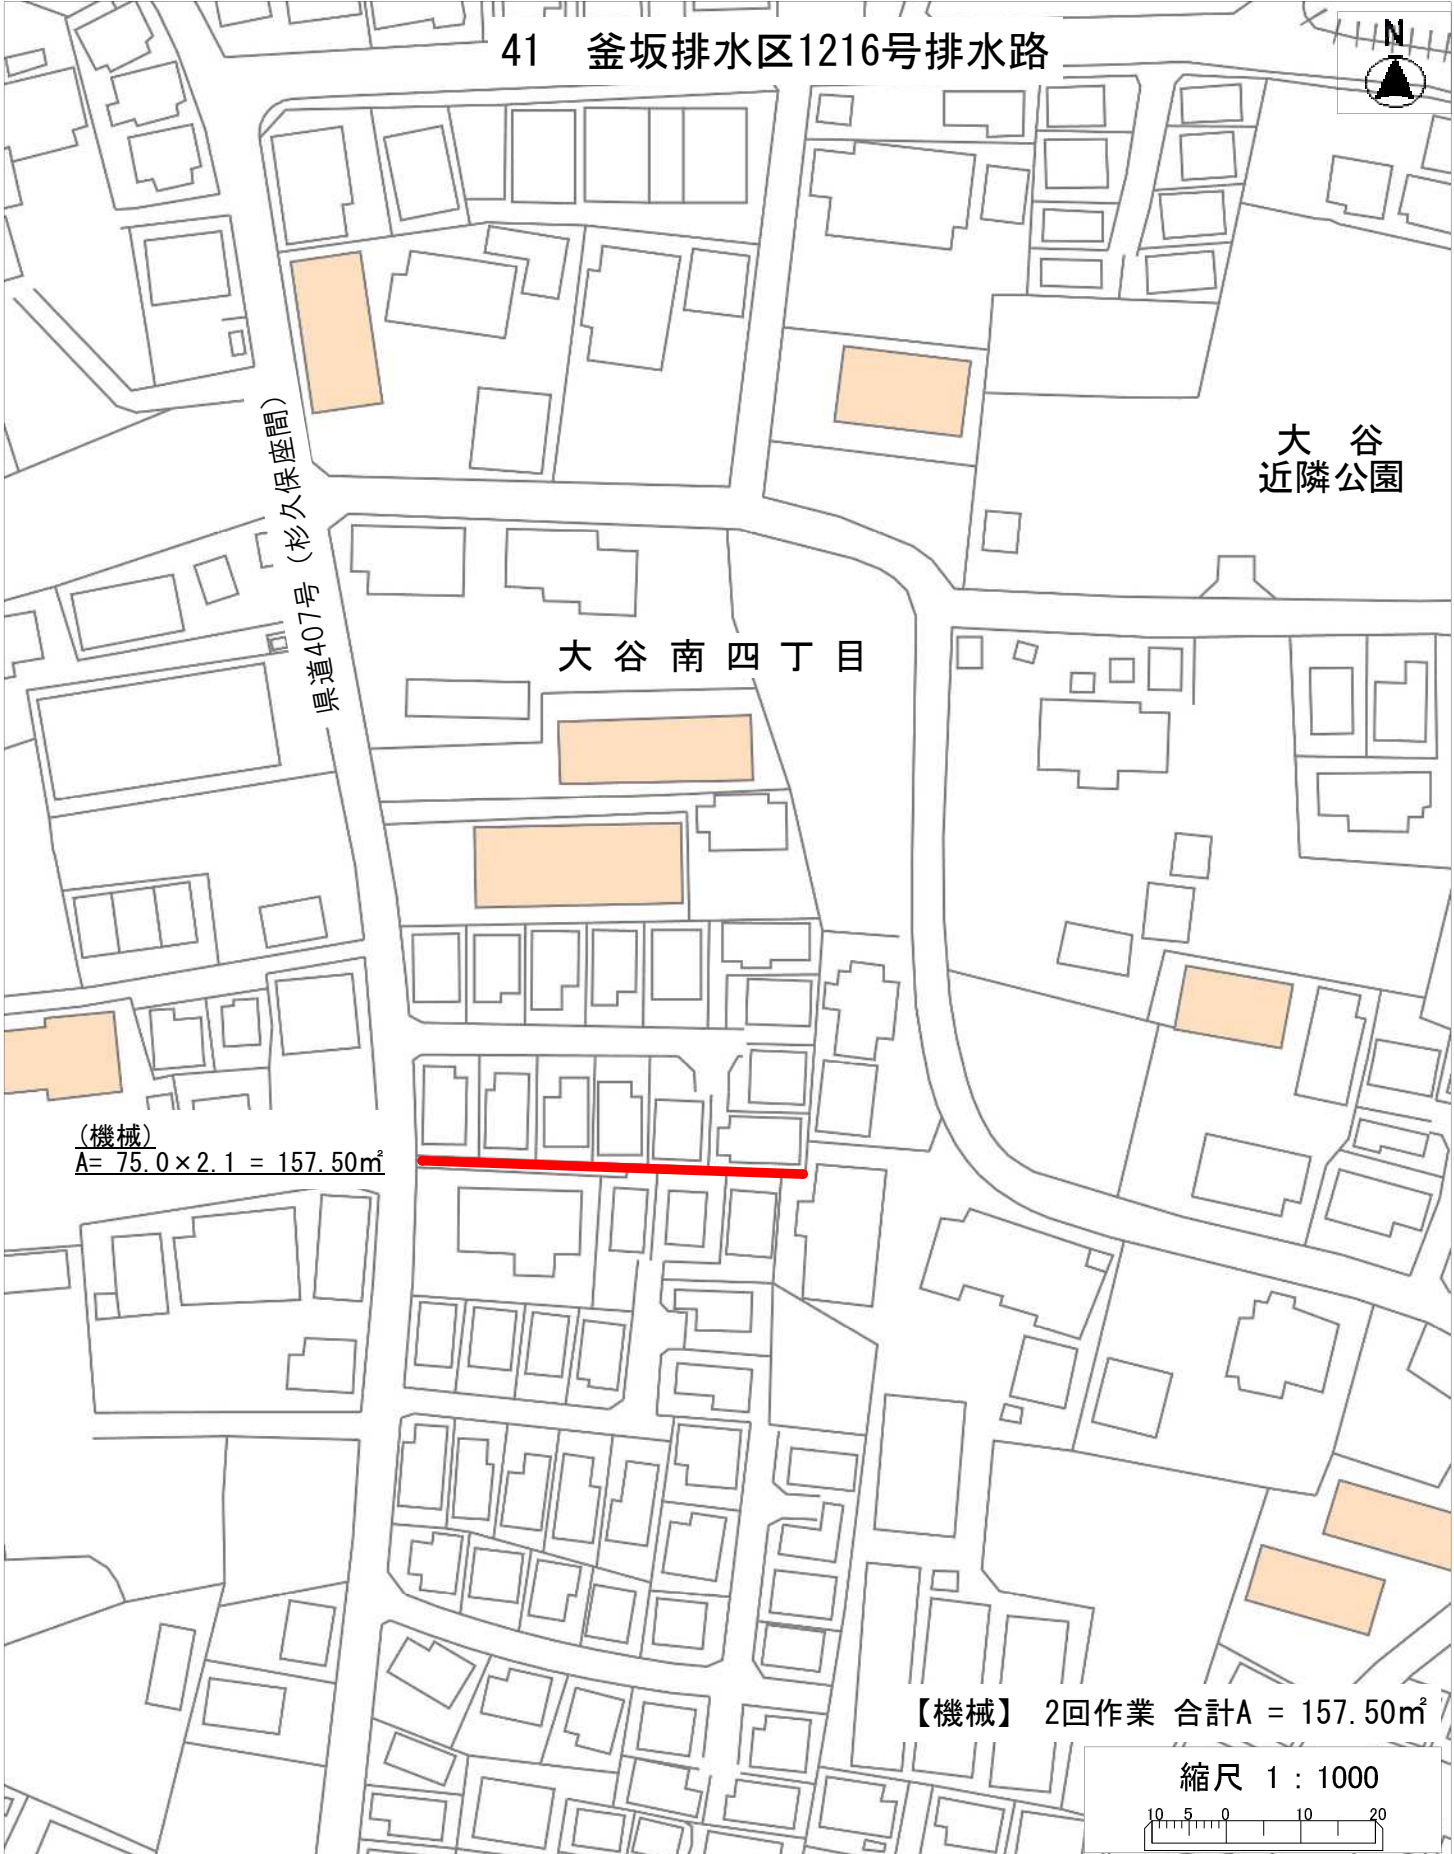 41　釜坂排水区1216号排水路
N
県道407号（杉久保座間）
大　谷
近隣公園
大谷南四丁目
(機械)
A= 75.0×2.1 = 157.50㎡
【機械】 2回作業 合計A = 157.50㎡
縮尺 1 : 1000
10 5 0 10 20